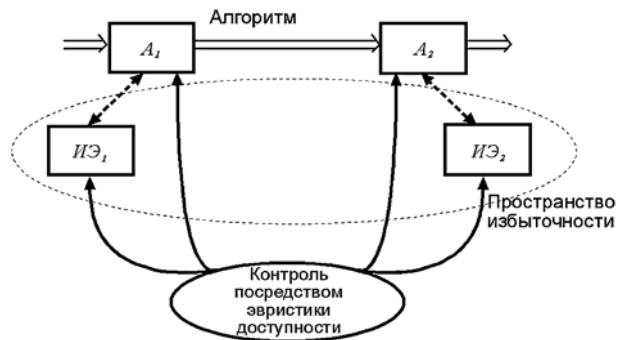 Алгоритм
A₁
A₂
ИЭ₁
ИЭ₂
Пространство
избыточности
Контроль
посредством
эвристики
доступности